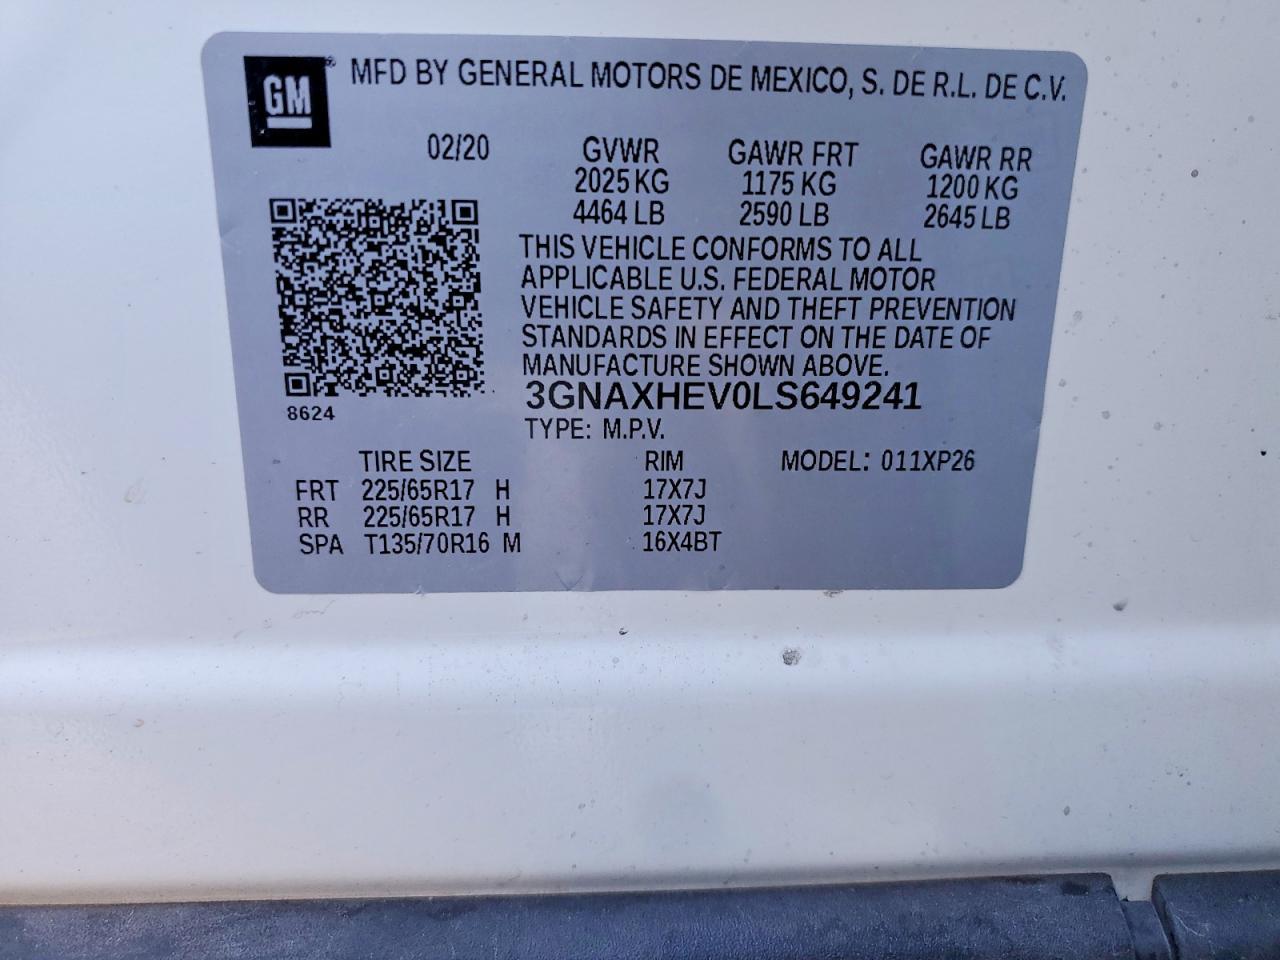 GM® MFD BY GENERAL MOTORS DE MEXICO, S. DE R.L. DE C.V.
02/20 GVWR GAWR FRT GAWR RR
2025 KG 1175 KG 1200 KG
4464 LB 2590 LB 2645 LB
THIS VEHICLE CONFORMS TO ALL
APPLICABLE U.S. FEDERAL MOTOR
VEHICLE SAFETY AND THEFT PREVENTION
STANDARDS IN EFFECT ON THE DATE OF
MANUFACTURE SHOWN ABOVE.
3GNAXHEV0LS649241
8624
TYPE: M.P.V.
TIRE SIZE RIM MODEL: 011XP26
FRT 225/65R17 H 17X7J
RR 225/65R17 H 17X7J
SPA T135/70R16 M 16X4BT